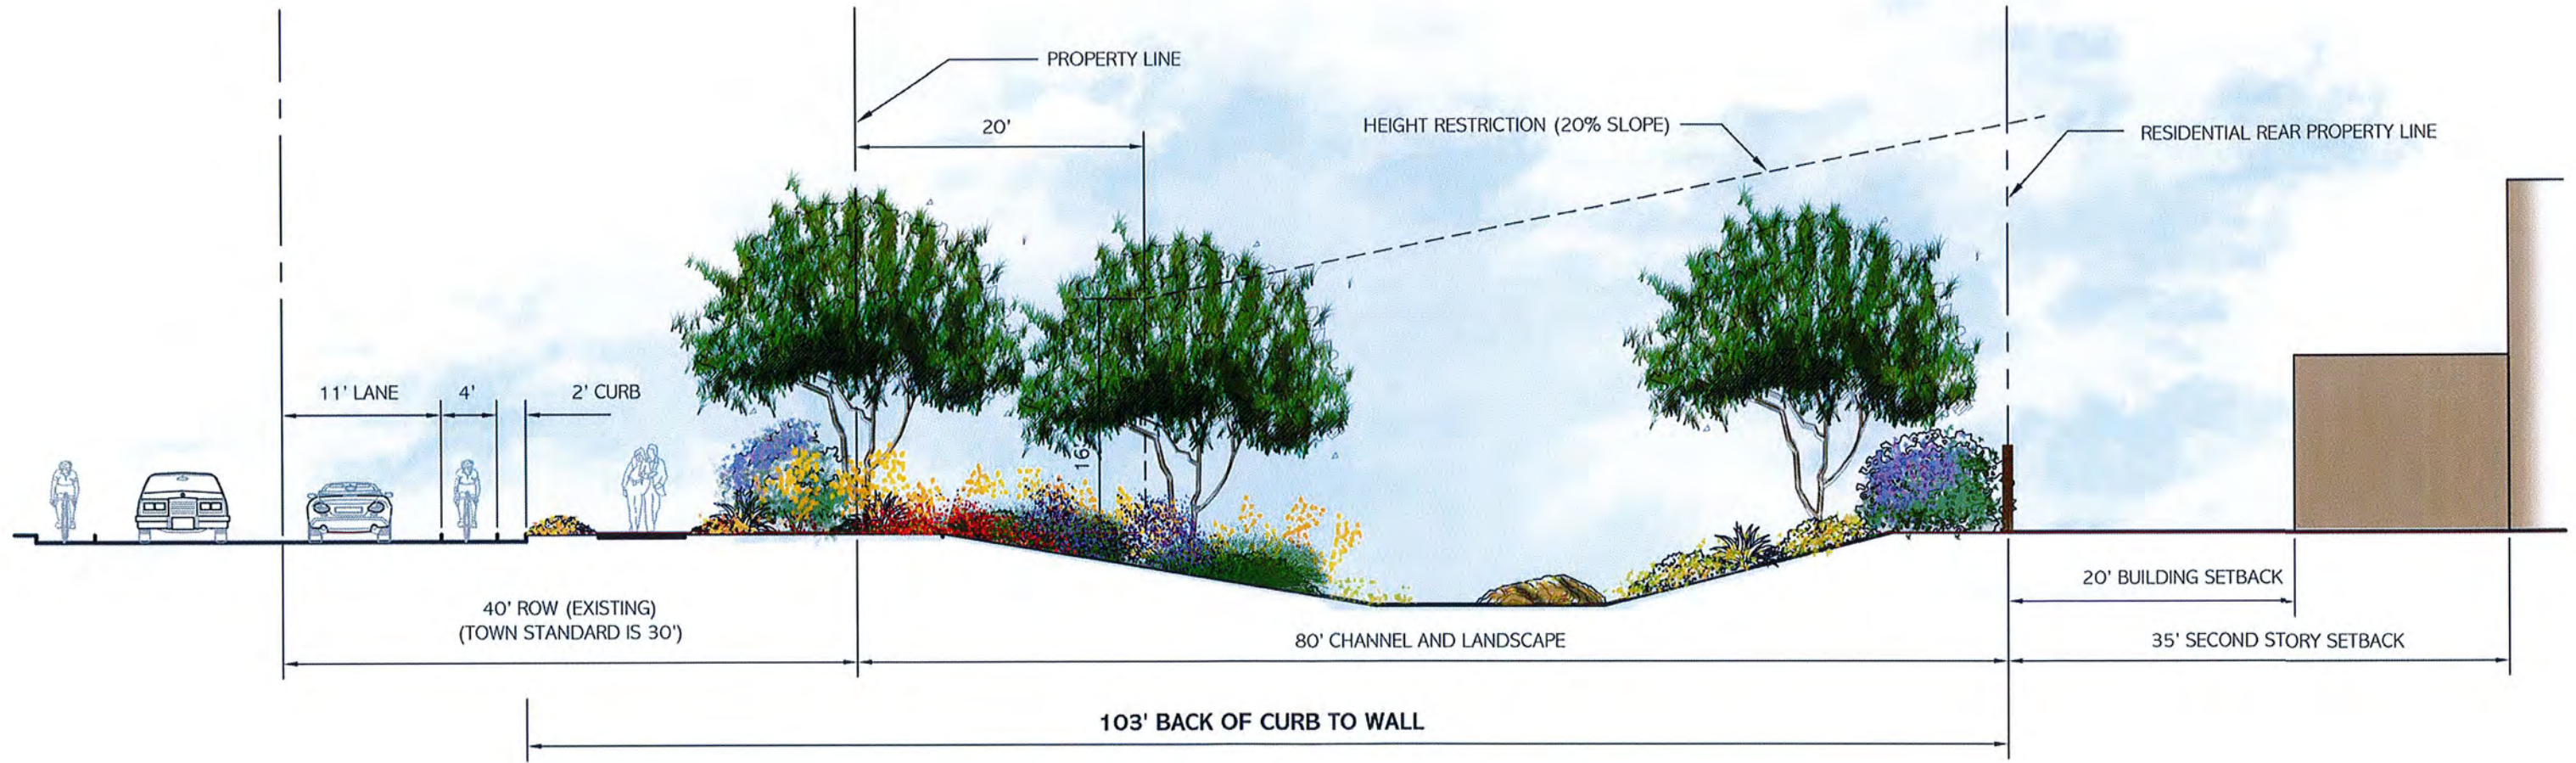 PROPERTY LINE
20'
HEIGHT RESTRICTION (20% SLOPE)
RESIDENTIAL REAR PROPERTY LINE
11' LANE
4'
2' CURB
16'
20' BUILDING SETBACK
40' ROW (EXISTING)
(TOWN STANDARD IS 30')
80' CHANNEL AND LANDSCAPE
35' SECOND STORY SETBACK
103' BACK OF CURB TO WALL